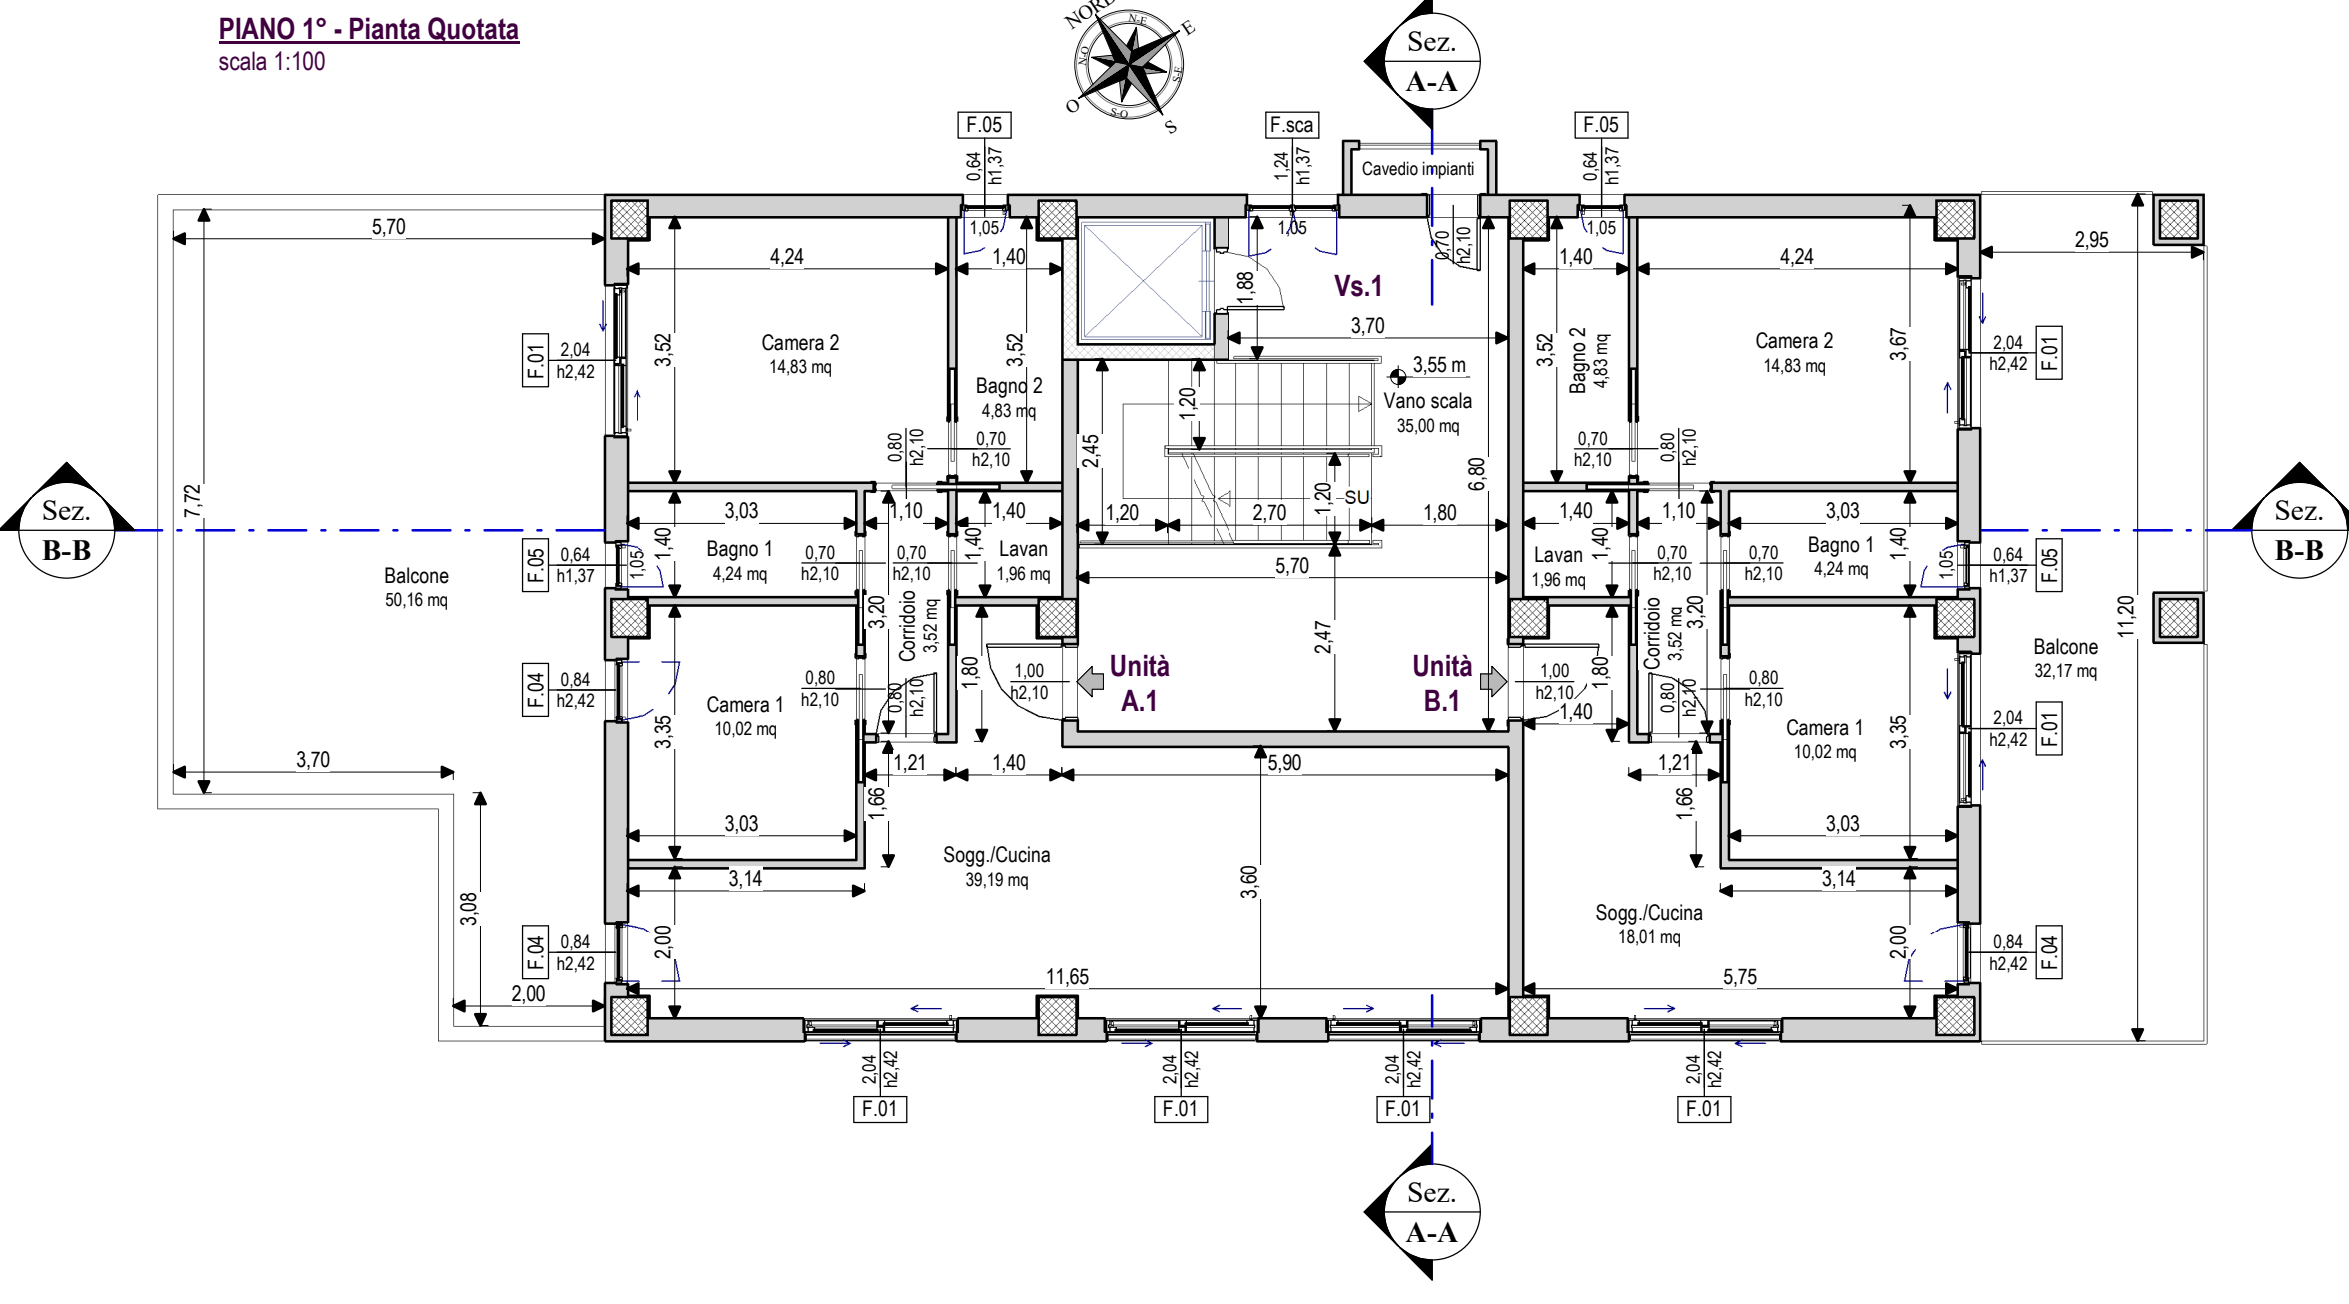 PIANO 1° - Pianta Quotata
scala 1:100
NORD
N-E
E
S-E
S
S-O
O
N-O
Sez.
A-A
F.05
0,64
h1,37
1,05
F.sca
1,24
h1,37
1,05
F.05
0,64
h1,37
1,05
Cavedio impianti
0,70
h2,10
5,70
4,24
1,40
1,88
Vs.1
3,70
1,40
4,24
2,95
F.01
2,04
h2,42
3,52
Camera 2
14,83 mq
3,52
Bagno 2
4,83 mq
1,20
3,55 m
Vano scala
35,00 mq
3,52
Bagno 2
4,83 mq
Camera 2
14,83 mq
3,67
2,04
h2,42
F.01
0,80
h2,10
0,70
h2,10
2,45
6,80
0,70
h2,10
0,80
h2,10
7,72
Sez.
B-B
3,03
1,10
1,40
1,20
2,70
1,20
SU
1,80
1,40
1,10
3,03
Sez.
B-B
Balcone
50,16 mq
F.05
0,64
h1,37
1,05
1,40
Bagno 1
4,24 mq
0,70
h2,10
0,70
h2,10
1,40
Lavan
1,96 mq
5,70
Lavan
1,96 mq
1,40
0,70
h2,10
0,70
h2,10
Bagno 1
4,24 mq
1,40
1,05
0,64
h1,37
F.05
3,20
Corridoio
3,52 mq
1,80
2,47
1,80
Corridoio
3,52 mq
3,20
11,20
Balcone
32,17 mq
F.04
0,84
h2,42
3,35
Camera 1
10,02 mq
0,80
h2,10
0,80
h2,10
1,00
h2,10
Unità
A.1
Unità
B.1
1,00
h2,10
1,40
0,80
h2,10
0,80
h2,10
Camera 1
10,02 mq
3,35
2,04
h2,42
F.01
3,70
1,21
1,40
5,90
1,21
1,66
1,66
3,03
3,03
3,14
Sogg./Cucina
39,19 mq
3,60
3,14
3,08
2,00
F.04
0,84
h2,42
2,00
Sogg./Cucina
18,01 mq
2,00
0,84
h2,42
F.04
11,65
5,75
2,04
h2,42
F.01
2,04
h2,42
F.01
2,04
h2,42
F.01
2,04
h2,42
F.01
Sez.
A-A